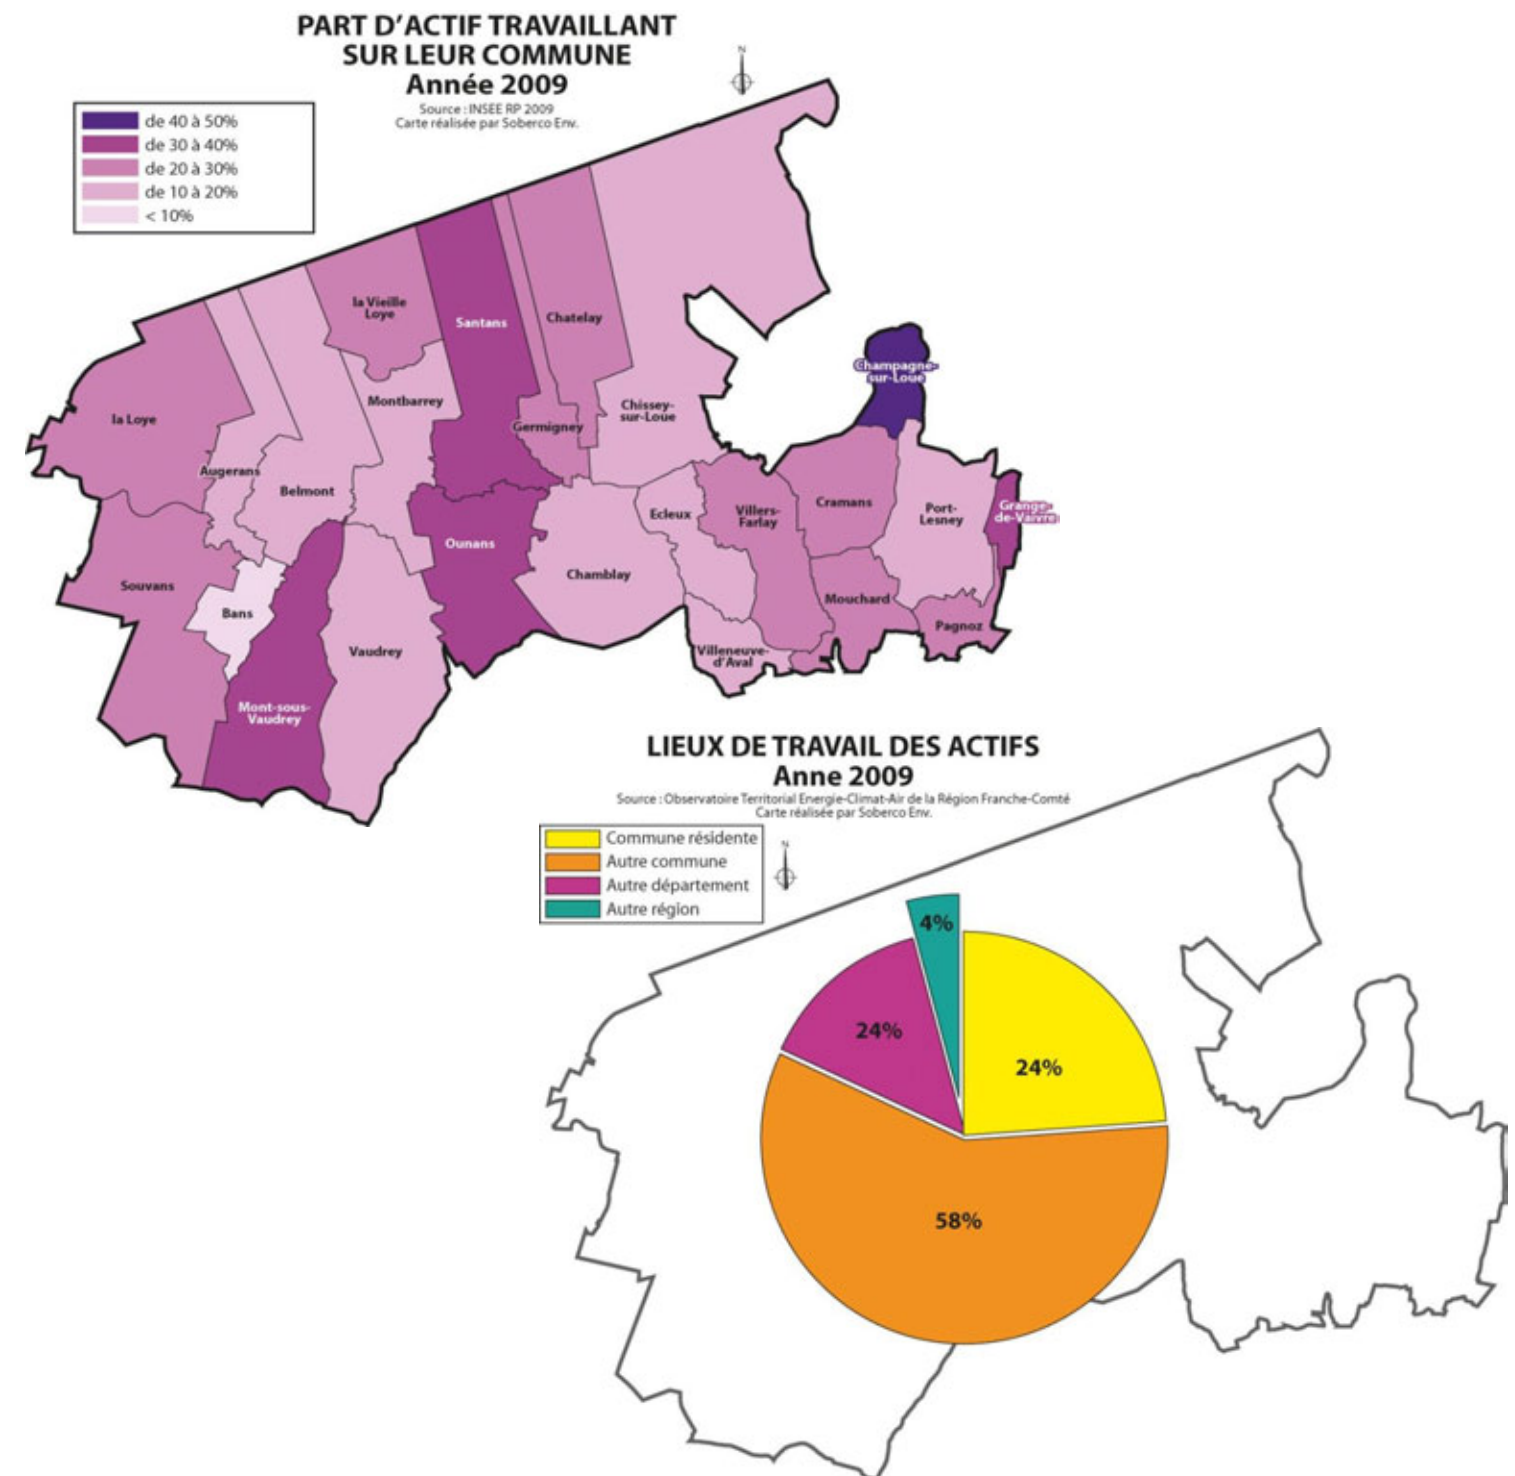 PART D'ACTIF TRAVAILLANT
SUR LEUR COMMUNE
Année 2009
Source : INSEE RP 2009
Carte réalisée par Soberco Env.
N
de 40 à 50%
de 30 à 40%
de 20 à 30%
de 10 à 20%
< 10%
la Vieille
Loye
Santans
Chatelay
Champagne-
sur-Loue
la Loye
Montbarrey
Germigney
Chissey-
sur-Loue
Augerans
Belmont
Ecleux
Villers-
Farlay
Cramans
Port-
Lesney
Grange-
de-Vaivre
Ounans
Chamblay
Souvans
Bans
Mouchard
Pagnoz
Vaudrey
Villeneuve-
d'Aval
Mont-sous-
Vaudrey
LIEUX DE TRAVAIL DES ACTIFS
Anne 2009
Source : Observatoire Territorial Energie-Climat-Air de la Région Franche-Comté
Carte réalisée par Soberco Env.
N
Commune résidente
Autre commune
Autre département
Autre région
4%
24%
24%
58%